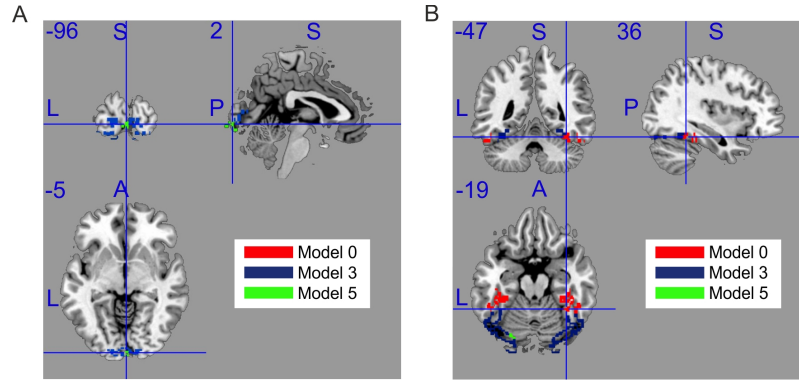 A
-96 S 2 S
L P
-5 A
L
Model 0
Model 3
Model 5
B
-47 S 36 S
L P
-19 A
L
Model 0
Model 3
Model 5